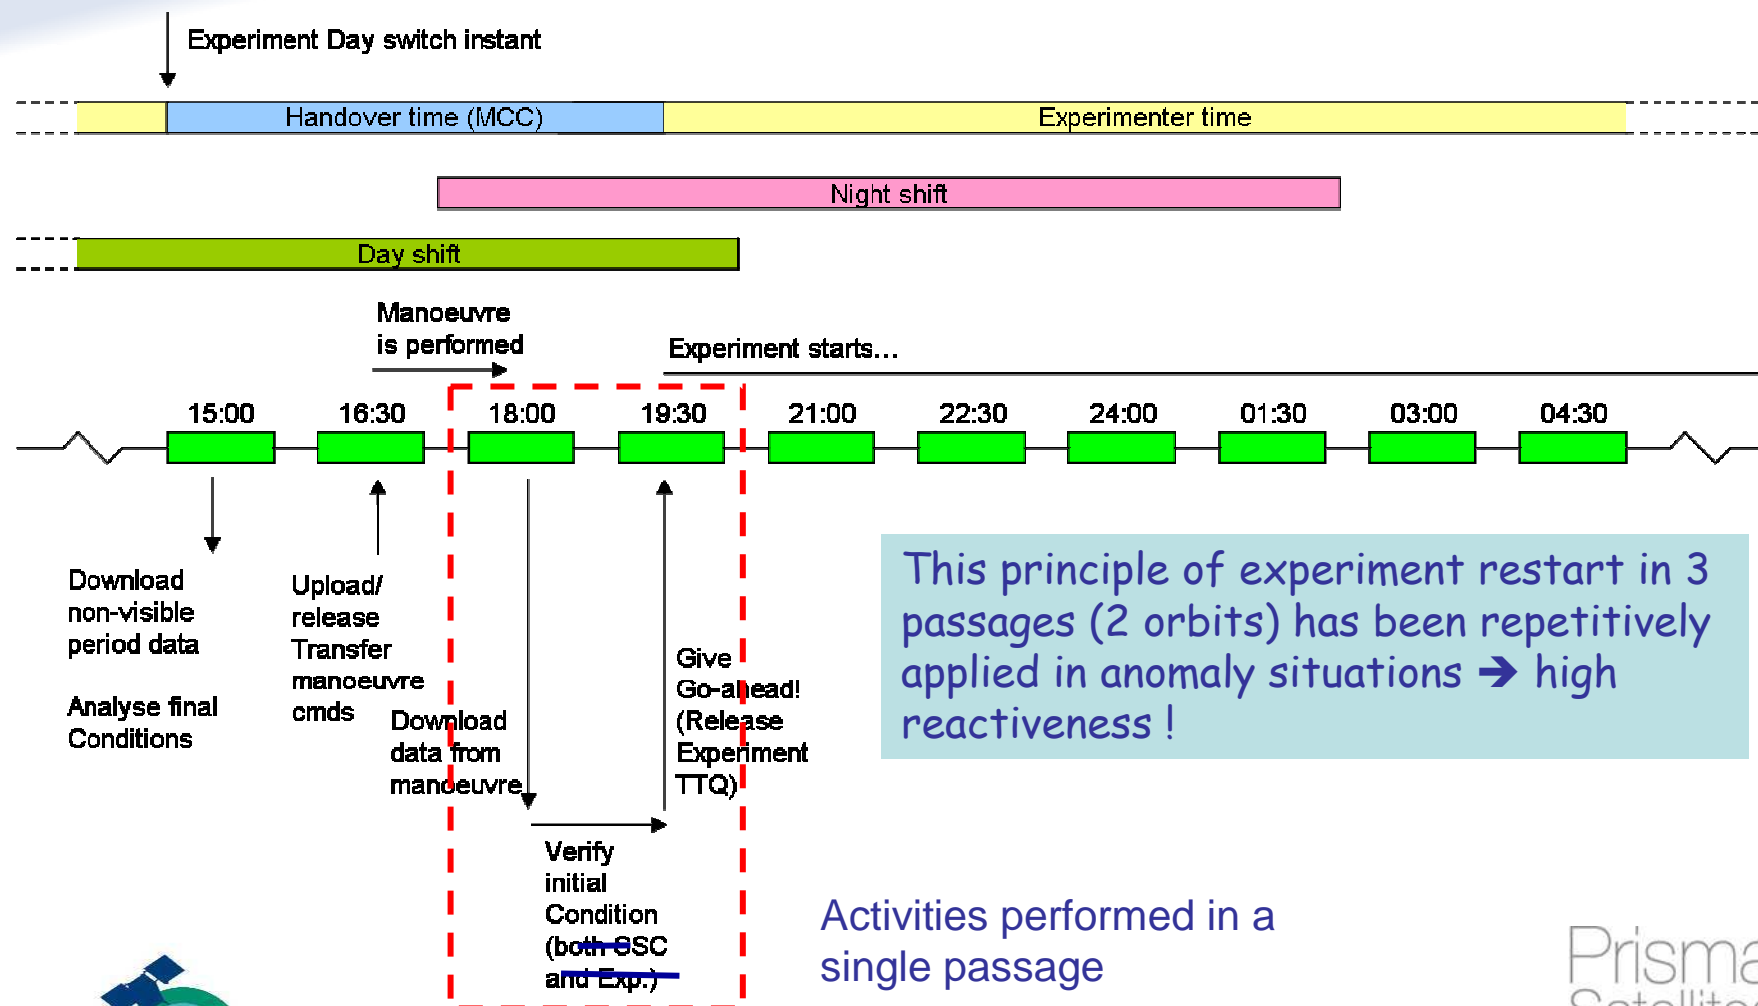 Experiment Day switch instant
Handover time (MCC)
Experimenter time
Night shift
Day shift
Manoeuvre
is performed
Experiment starts...
15:00 16:30 18:00 19:30 21:00 22:30 24:00 01:30 03:00 04:30
Download
non-visible
period data
Analyse final
Conditions
Upload/
release
Transfer
manoeuvre
cmds
Download
data from
manoeuvre
Verify
initial
Condition
(both SSC
and Exp.)
Give
Go-ahead!
(Release
Experiment
TTQ)
This principle of experiment restart in 3
passages (2 orbits) has been repetitively
applied in anomaly situations ➔ high
reactiveness !
Activities performed in a
single passage
Prisma